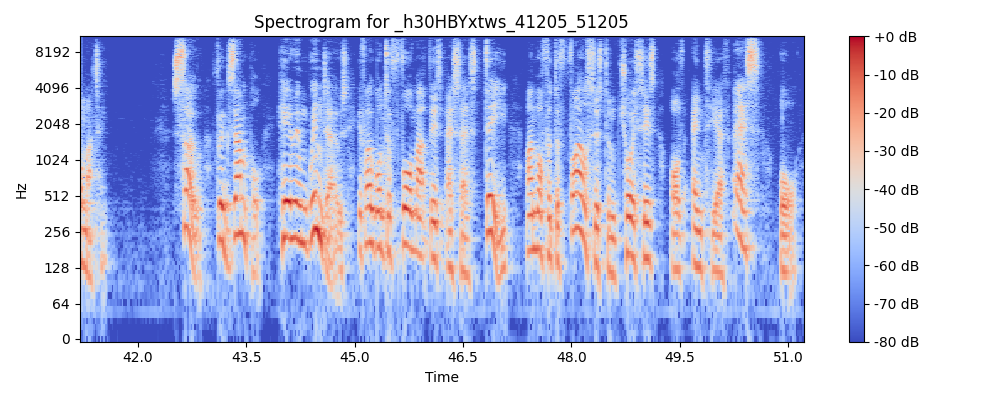 Spectrogram for _h30HBYxtws_41205_51205
8192
4096
2048
1024
512
256
128
64
0
Hz
42.0 43.5 45.0 46.5 48.0 49.5 51.0
Time
+0 dB
-10 dB
-20 dB
-30 dB
-40 dB
-50 dB
-60 dB
-70 dB
-80 dB